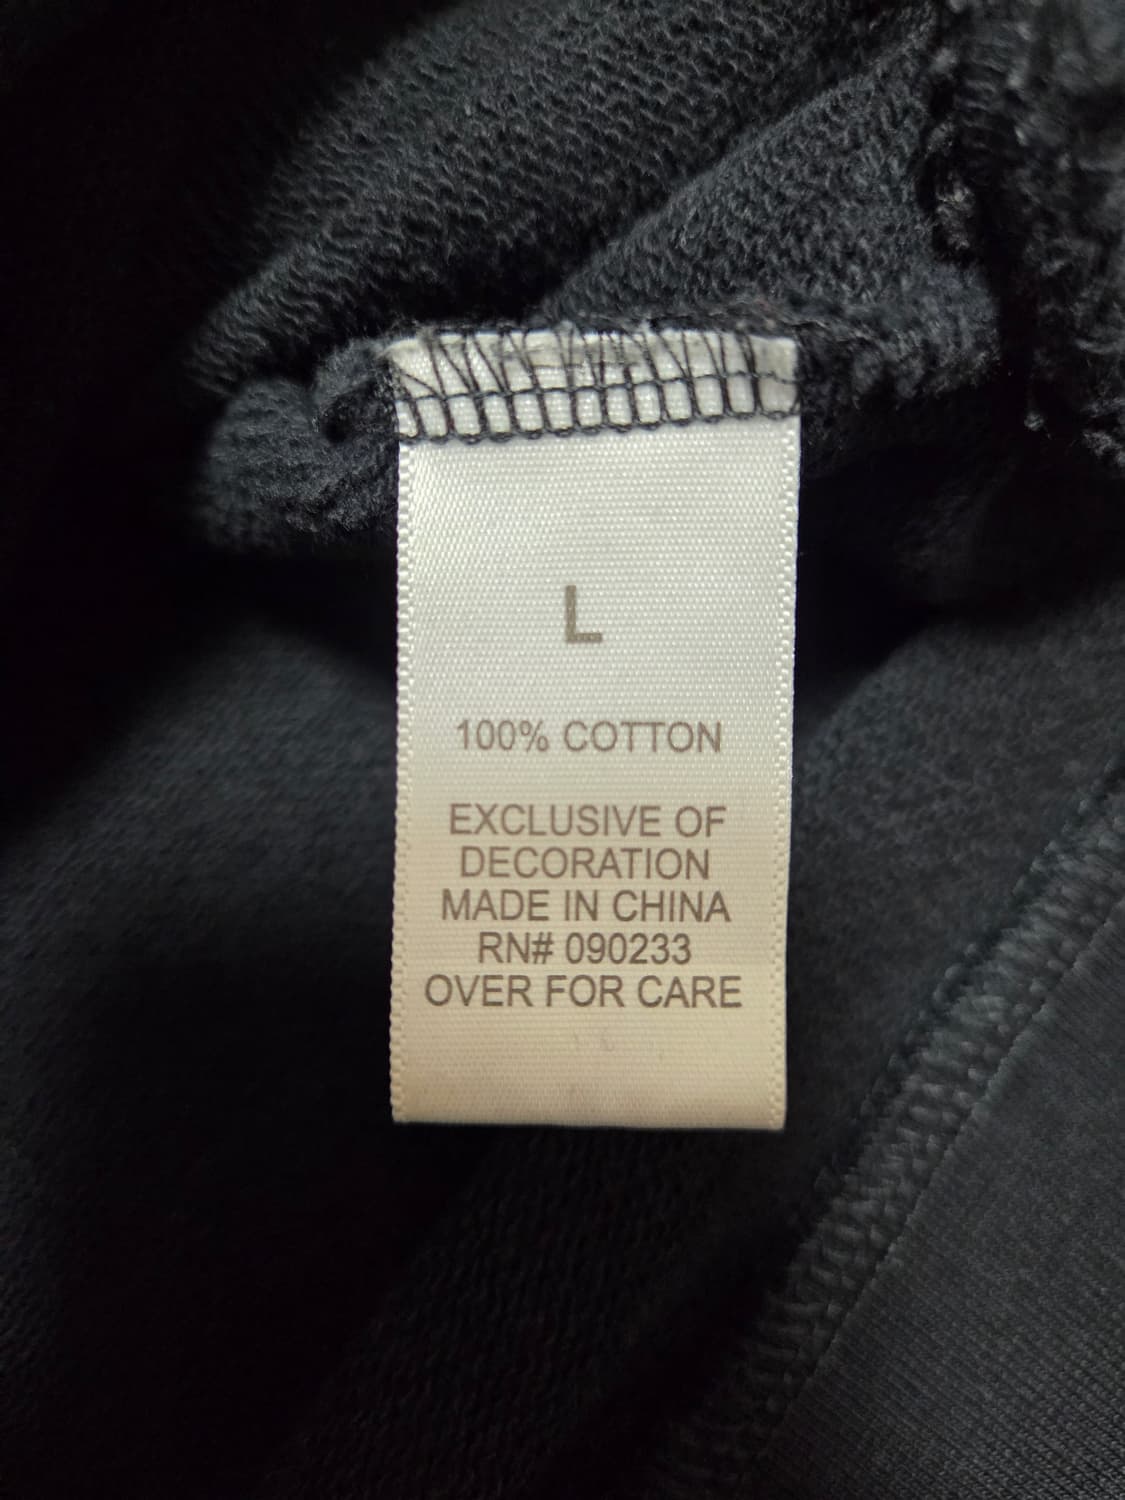 L
100% COTTON
EXCLUSIVE OF
DECORATION
MADE IN CHINA
RN# 090233
OVER FOR CARE